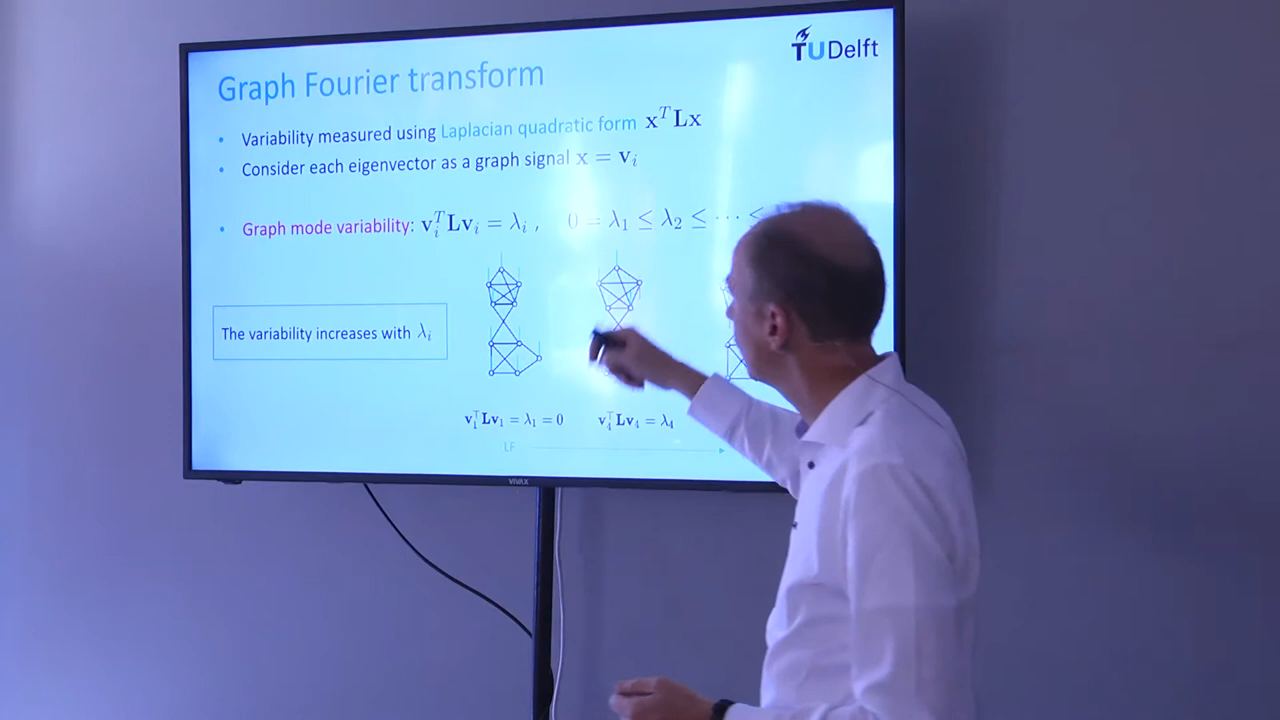 TU Delft
Graph Fourier transform
• Variability measured using Laplacian quadratic form x^T Lx
• Consider each eigenvector as a graph signal x = v_i
• Graph mode variability: v_i^T Lv_i = λ_i , 0 = λ_1 ≤ λ_2 ≤ ⋯ ≤
The variability increases with λ_i
v_1^T Lv_1 = λ_1 = 0 v_4^T Lv_4 = λ_4
LF
VIVAX